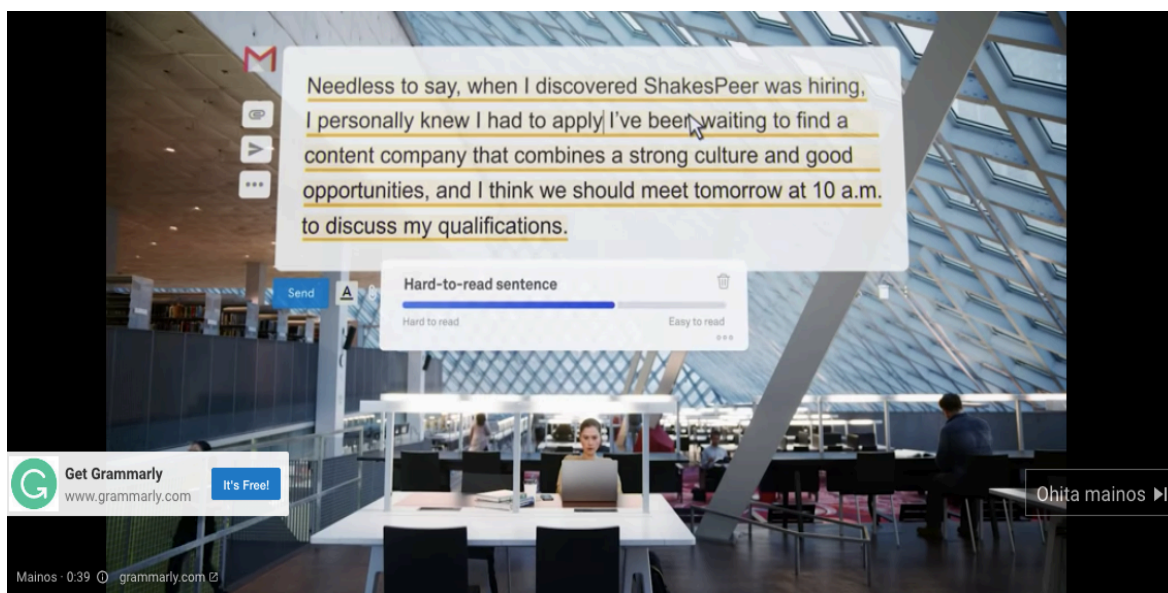 Needless to say, when I discovered ShakesPeer was hiring,
I personally knew I had to apply I've been waiting to find a
content company that combines a strong culture and good
opportunities, and I think we should meet tomorrow at 10 a.m.
to discuss my qualifications.
Send
A
Hard-to-read sentence
Hard to read
Easy to read
Get Grammarly
www.grammarly.com
It's Free!
Ohita mainos
Mainos · 0:39
grammarly.com